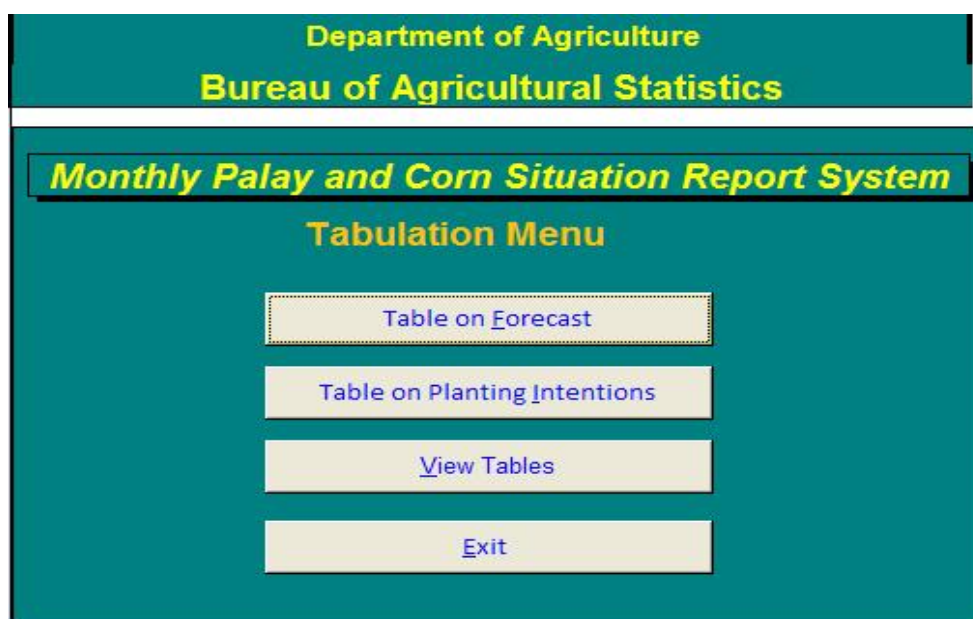 Department of Agriculture
Bureau of Agricultural Statistics
Monthly Palay and Corn Situation Report System
Tabulation Menu
Table on Forecast
Table on Planting Intentions
View Tables
Exit